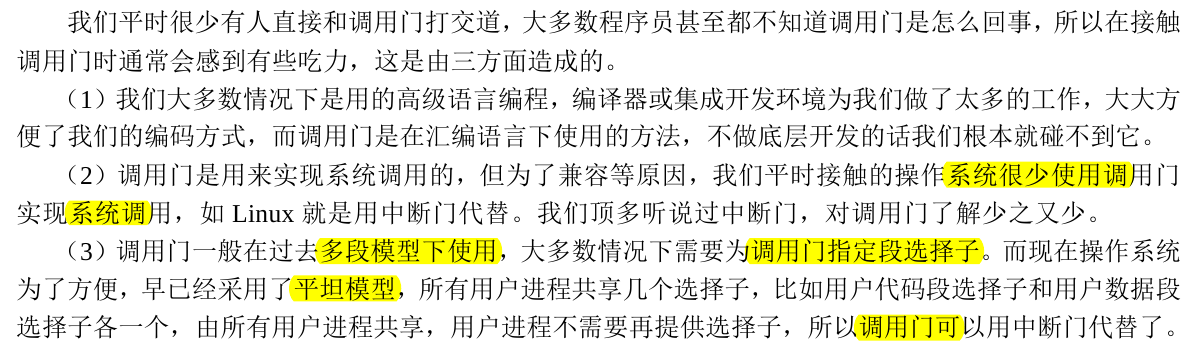 我们平时很少有人直接和调用门打交道，大多数程序员甚至都不知道调用门是怎么回事，所以在接触
调用门时通常会感到有些吃力，这是由三方面造成的。
（1）我们大多数情况下是用的高级语言编程，编译器或集成开发环境为我们做了太多的工作，大大方
便了我们的编码方式，而调用门是在汇编语言下使用的方法，不做底层开发的话我们根本就碰不到它。
（2）调用门是用来实现系统调用的，但为了兼容等原因，我们平时接触的操作系统很少使用调用门
实现系统调用，如 Linux 就是用中断门代替。我们顶多听说过中断门，对调用门了解少之又少。
（3）调用门一般在过去多段模型下使用，大多数情况下需要为调用门指定段选择子。而现在操作系统
为了方便，早已经采用了平坦模型，所有用户进程共享几个选择子，比如用户代码段选择子和用户数据段
选择子各一个，由所有用户进程共享，用户进程不需要再提供选择子，所以调用门可以用中断门代替了。